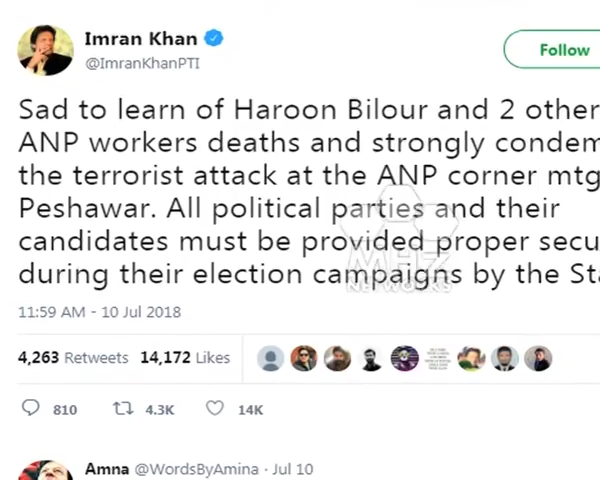 Imran Khan
@ImranKhanPTI
Follow
Sad to learn of Haroon Bilour and 2 other
ANP workers deaths and strongly condem
the terrorist attack at the ANP corner mtg
Peshawar. All political parties and their
candidates must be provided proper secu
during their election campaigns by the Sta
MHZ
NETWORKS
11:59 AM - 10 Jul 2018
4,263 Retweets 14,172 Likes
810 4.3K 14K
Amna @WordsByAmina · Jul 10